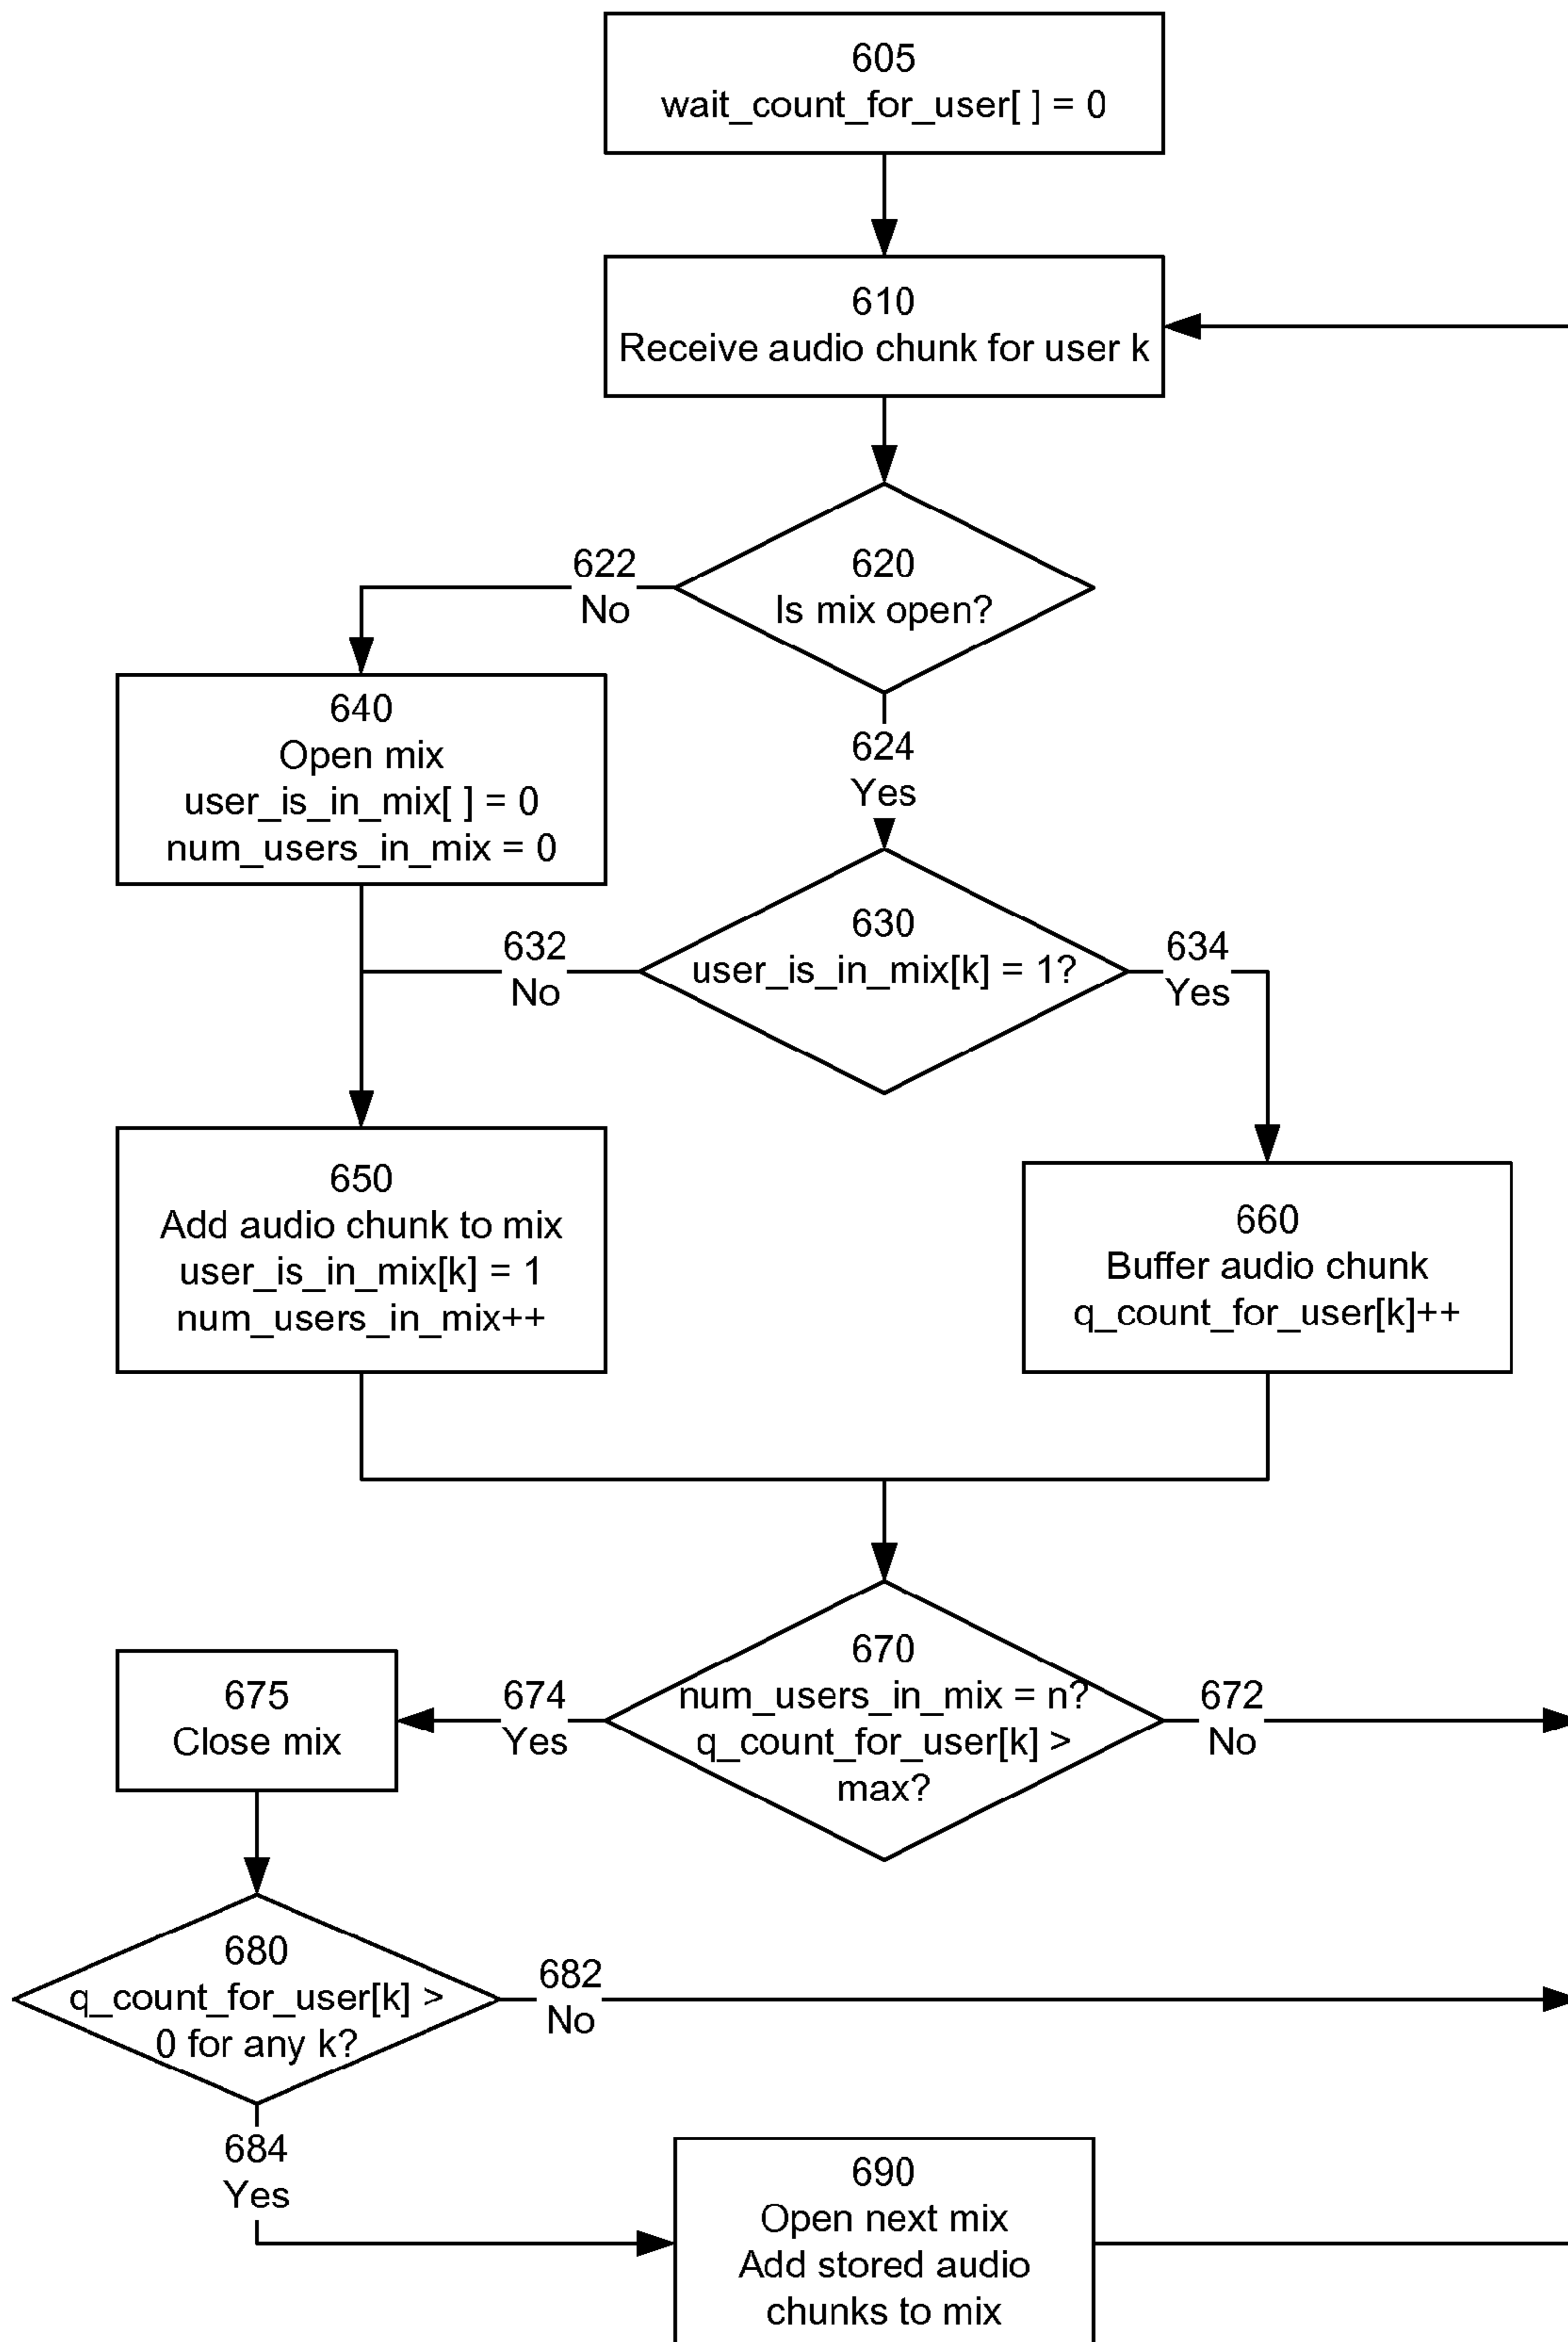 605
wait_count_for_user[ ] = 0
610
Receive audio chunk for user k
620
Is mix open?
622
No
624
Yes
640
Open mix
user_is_in_mix[ ] = 0
num_users_in_mix = 0
630
user_is_in_mix[k] = 1?
632
No
634
Yes
650
Add audio chunk to mix
user_is_in_mix[k] = 1
num_users_in_mix++
660
Buffer audio chunk
q_count_for_user[k]++
670
num_users_in_mix = n?
q_count_for_user[k] >
max?
672
No
674
Yes
675
Close mix
680
q_count_for_user[k] >
0 for any k?
682
No
684
Yes
690
Open next mix
Add stored audio
chunks to mix